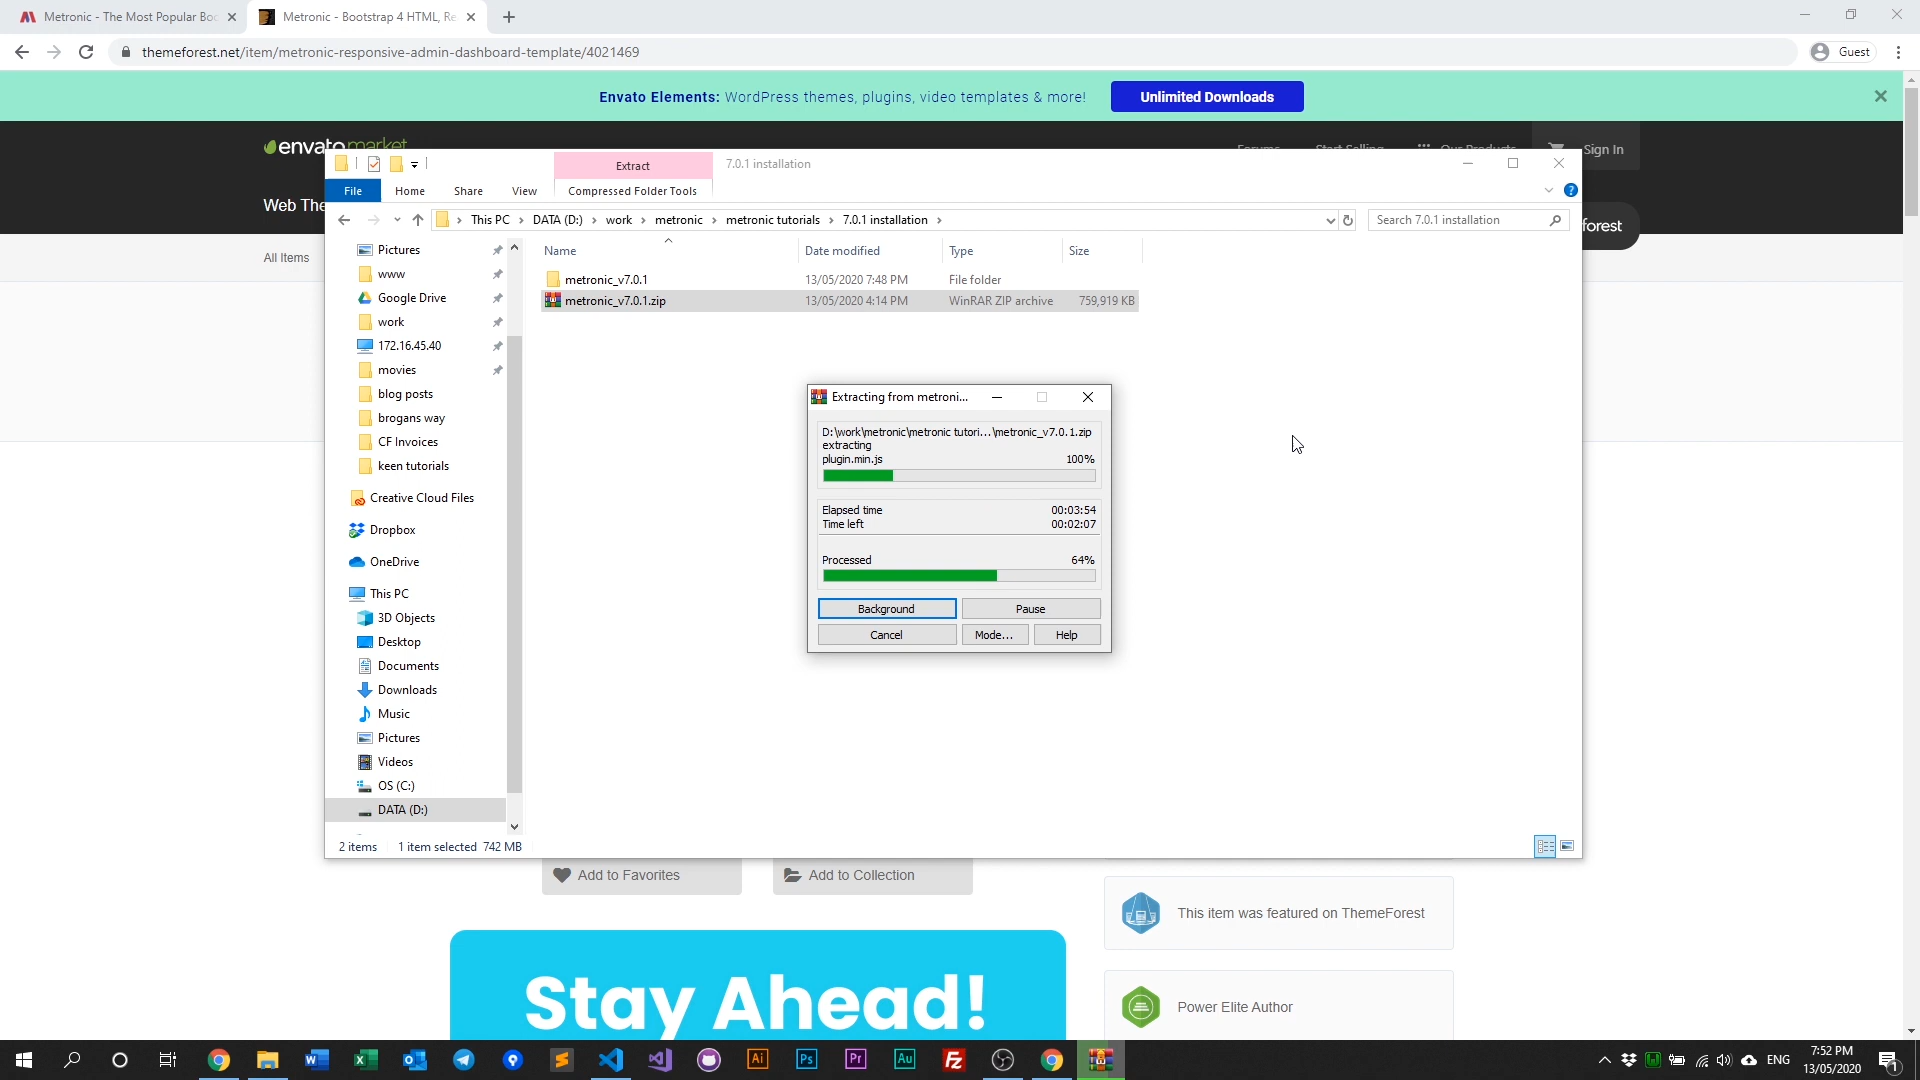 Metronic - The Most Popular Boo
Metronic - Bootstrap 4 HTML, Re
themeforest.net/item/metronic-responsive-admin-dashboard-template/4021469
Guest
Envato Elements: WordPress themes, plugins, video templates & more!
Unlimited Downloads
envatomarket
Forums
Start Selling
Our Products
Sign In
Web The
forest
All Items
Extract
7.0.1 installation
File
Home
Share
View
Compressed Folder Tools
This PC > DATA (D:) > work > metronic > metronic tutorials > 7.0.1 installation >
Search 7.0.1 installation
Name
Date modified
Type
Size
metronic_v7.0.1
13/05/2020 7:48 PM
File folder
metronic_v7.0.1.zip
13/05/2020 4:14 PM
WinRAR ZIP archive
759,919 KB
Pictures
www
Google Drive
work
172.16.45.40
movies
blog posts
brogans way
CF Invoices
keen tutorials
Creative Cloud Files
Dropbox
OneDrive
This PC
3D Objects
Desktop
Documents
Downloads
Music
Pictures
Videos
OS (C:)
DATA (D:)
2 items
1 item selected 742 MB
Extracting from metroni...
D:\work\metronic\metronic tutori...\metronic_v7.0.1.zip
extracting
plugin.min.js
100%
Elapsed time
00:03:54
Time left
00:02:07
Processed
64%
Background
Pause
Cancel
Mode...
Help
Add to Favorites
Add to Collection
This item was featured on ThemeForest
Stay Ahead!
Power Elite Author
ENG
7:52 PM
13/05/2020
1